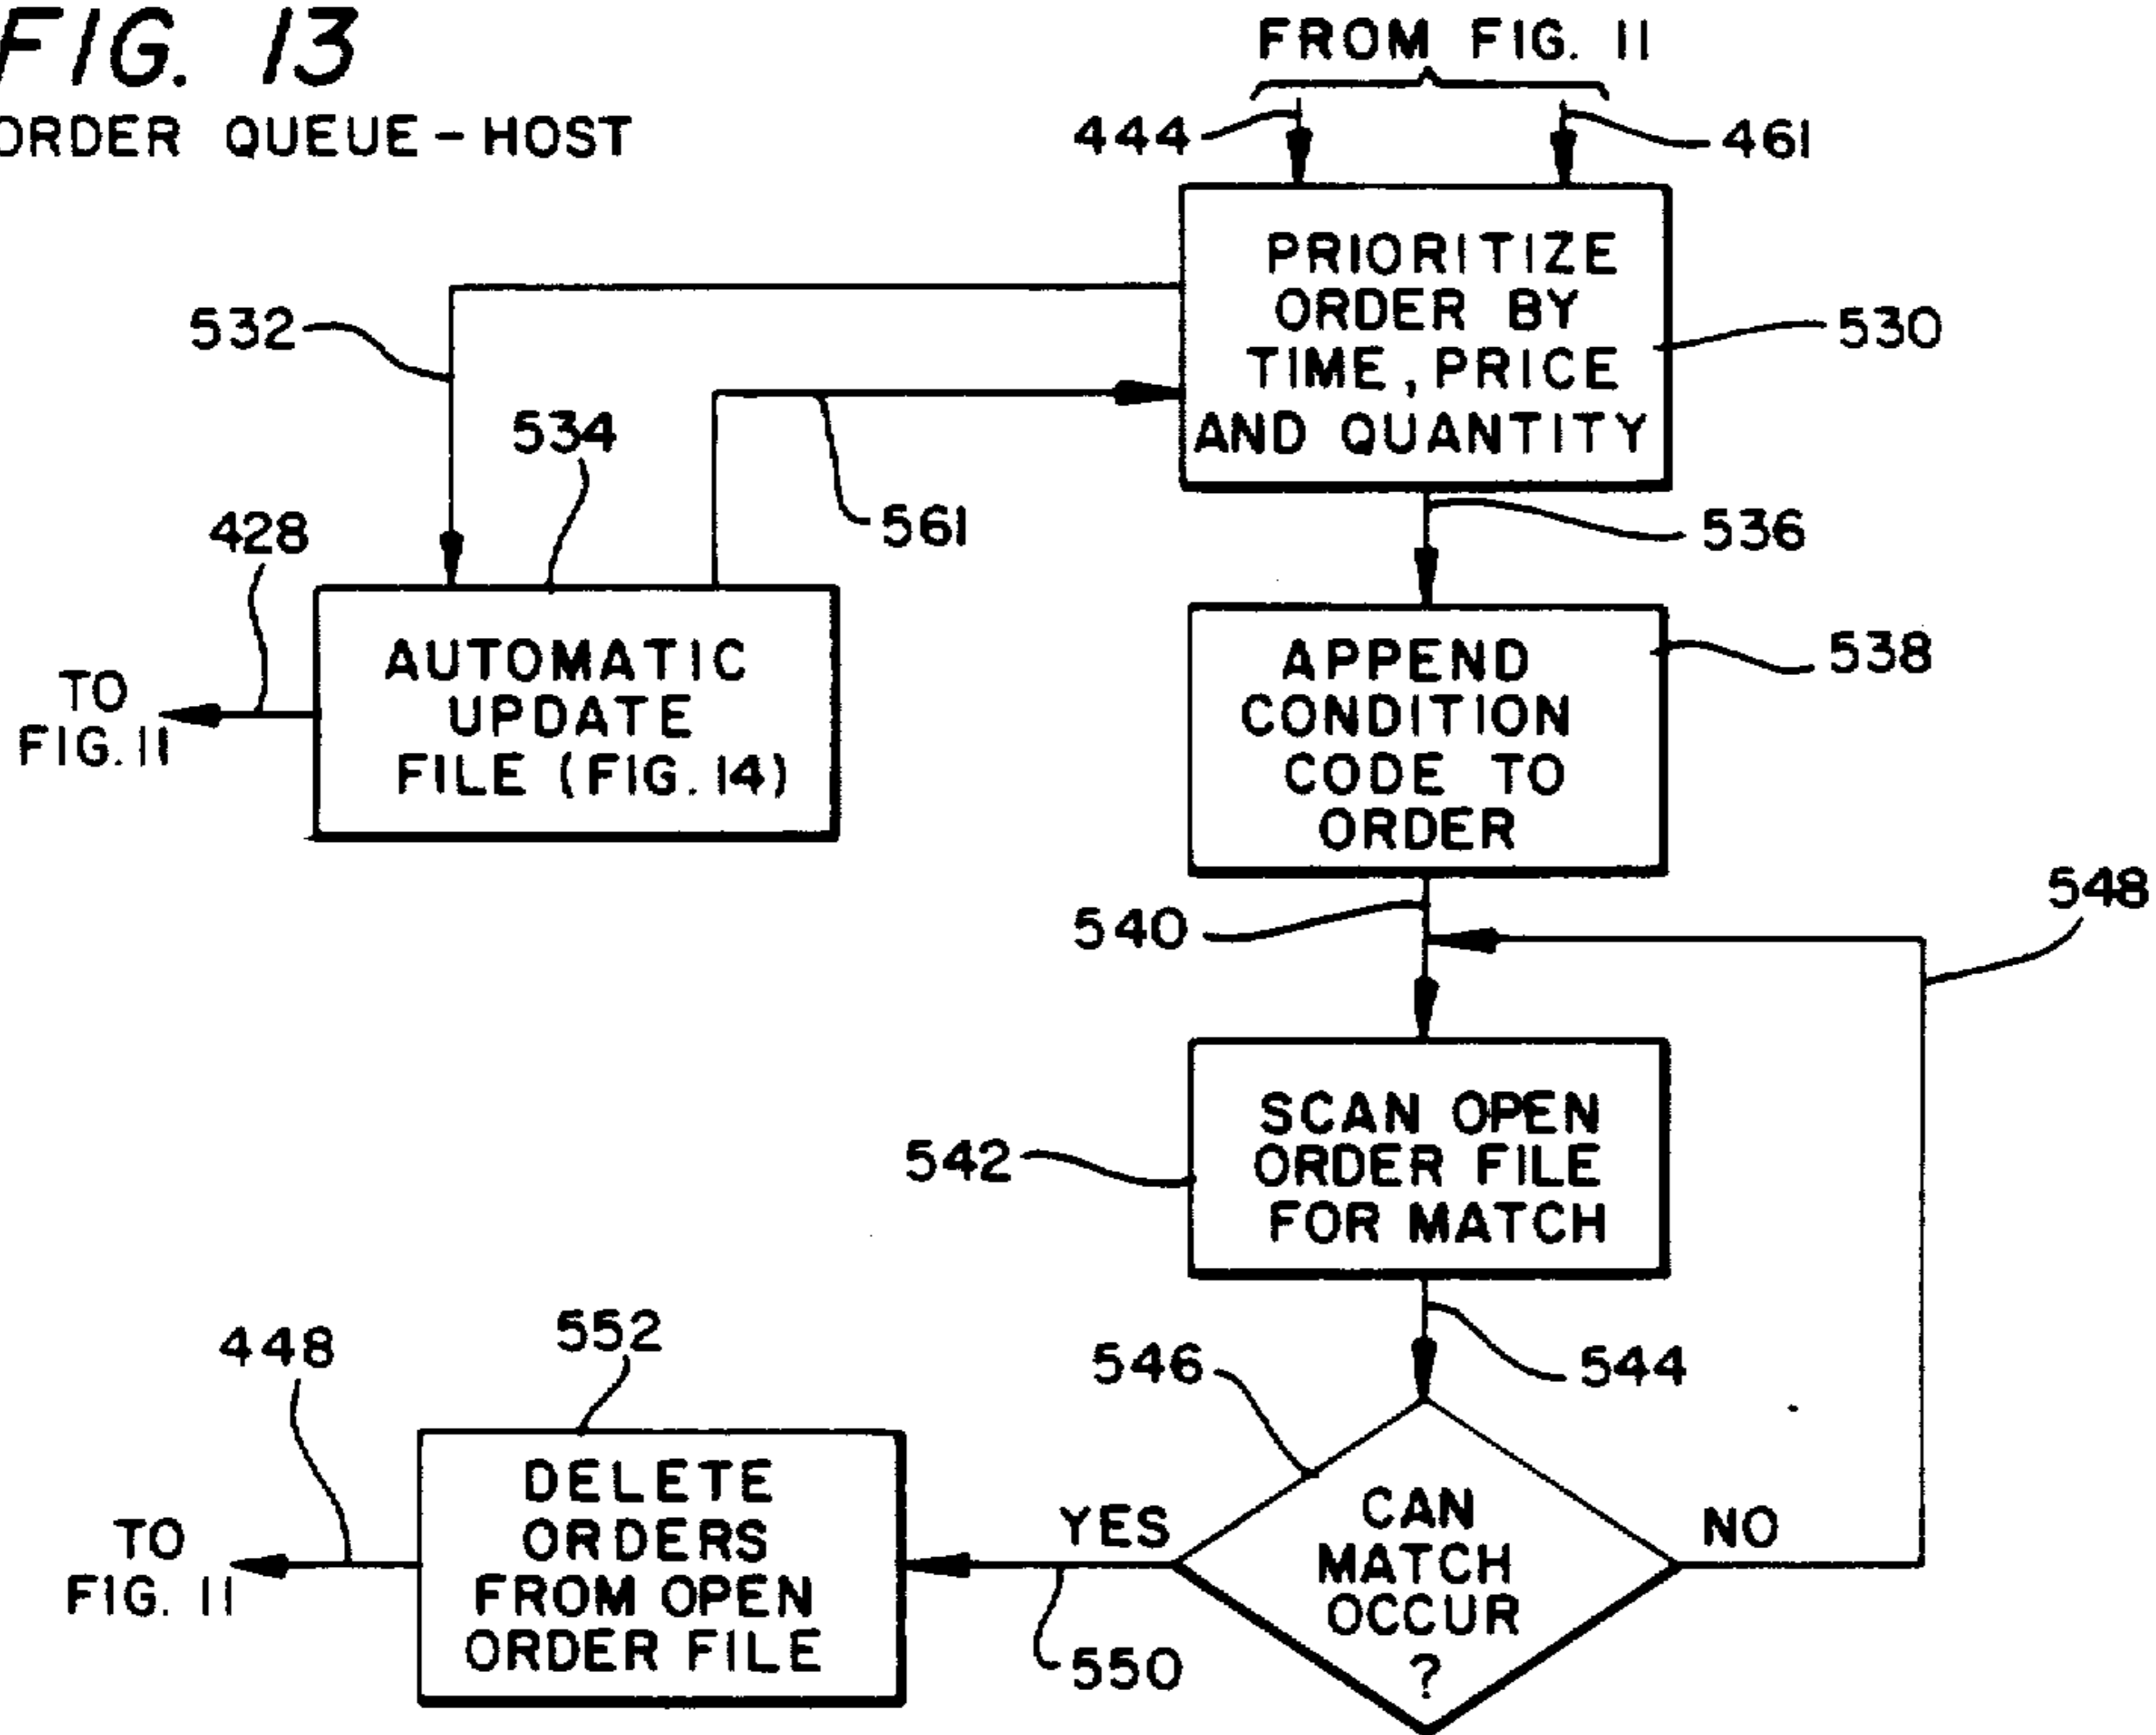 FIG. 13
ORDER QUEUE-HOST
FROM FIG. 11
444
461
PRIORITIZE
ORDER BY
TIME, PRICE
AND QUANTITY
530
532
534
561
536
428
TO
FIG. 11
AUTOMATIC
UPDATE
FILE (FIG. 14)
APPEND
CONDITION
CODE TO
ORDER
538
540
548
SCAN OPEN
ORDER FILE
FOR MATCH
542
544
546
CAN
MATCH
OCCUR
?
YES
NO
550
552
448
DELETE
ORDERS
FROM OPEN
ORDER FILE
TO
FIG. 11